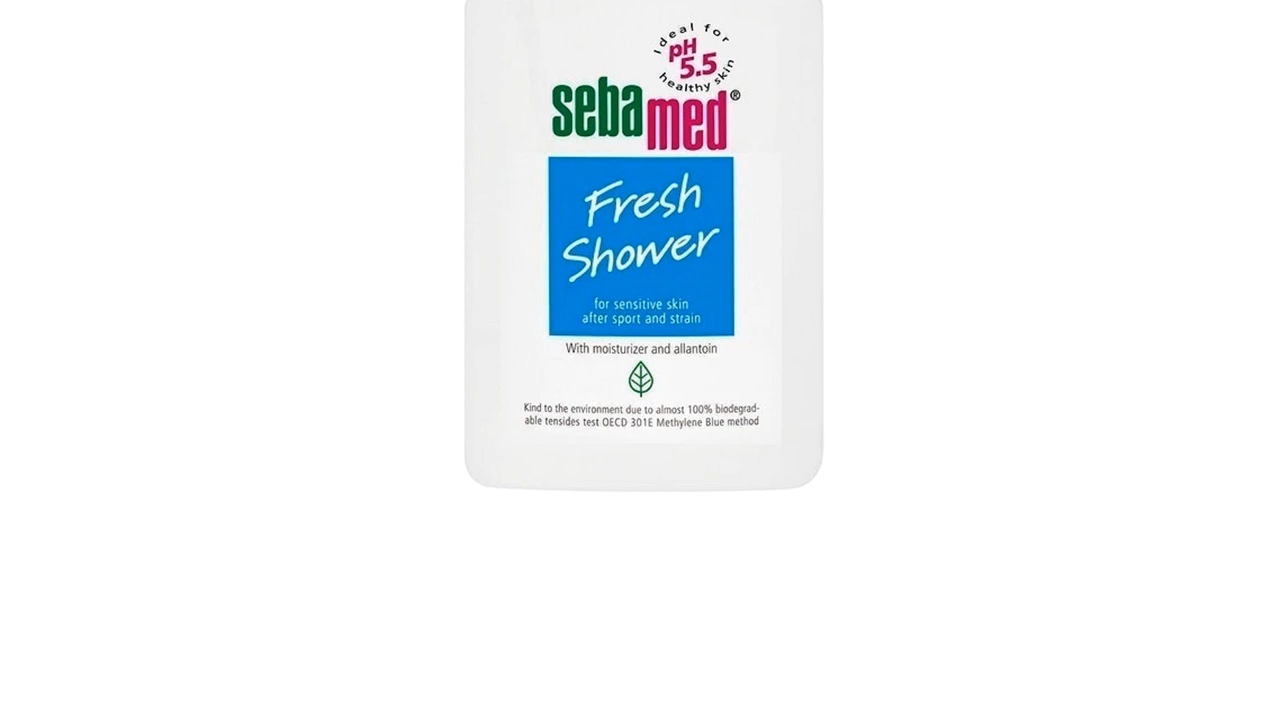 Ideal for
pH
5.5
healthy skin
sebamed®
Fresh
Shower
for sensitive skin
after sport and strain
With moisturizer and allantoin
Kind to the environment due to almost 100% biodegrad-
able tensides test OECD 301E Methylene Blue method